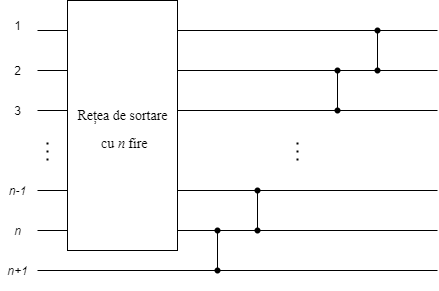 1
2
3
Rețea de sortare
cu n fire
n-1
n
n+1